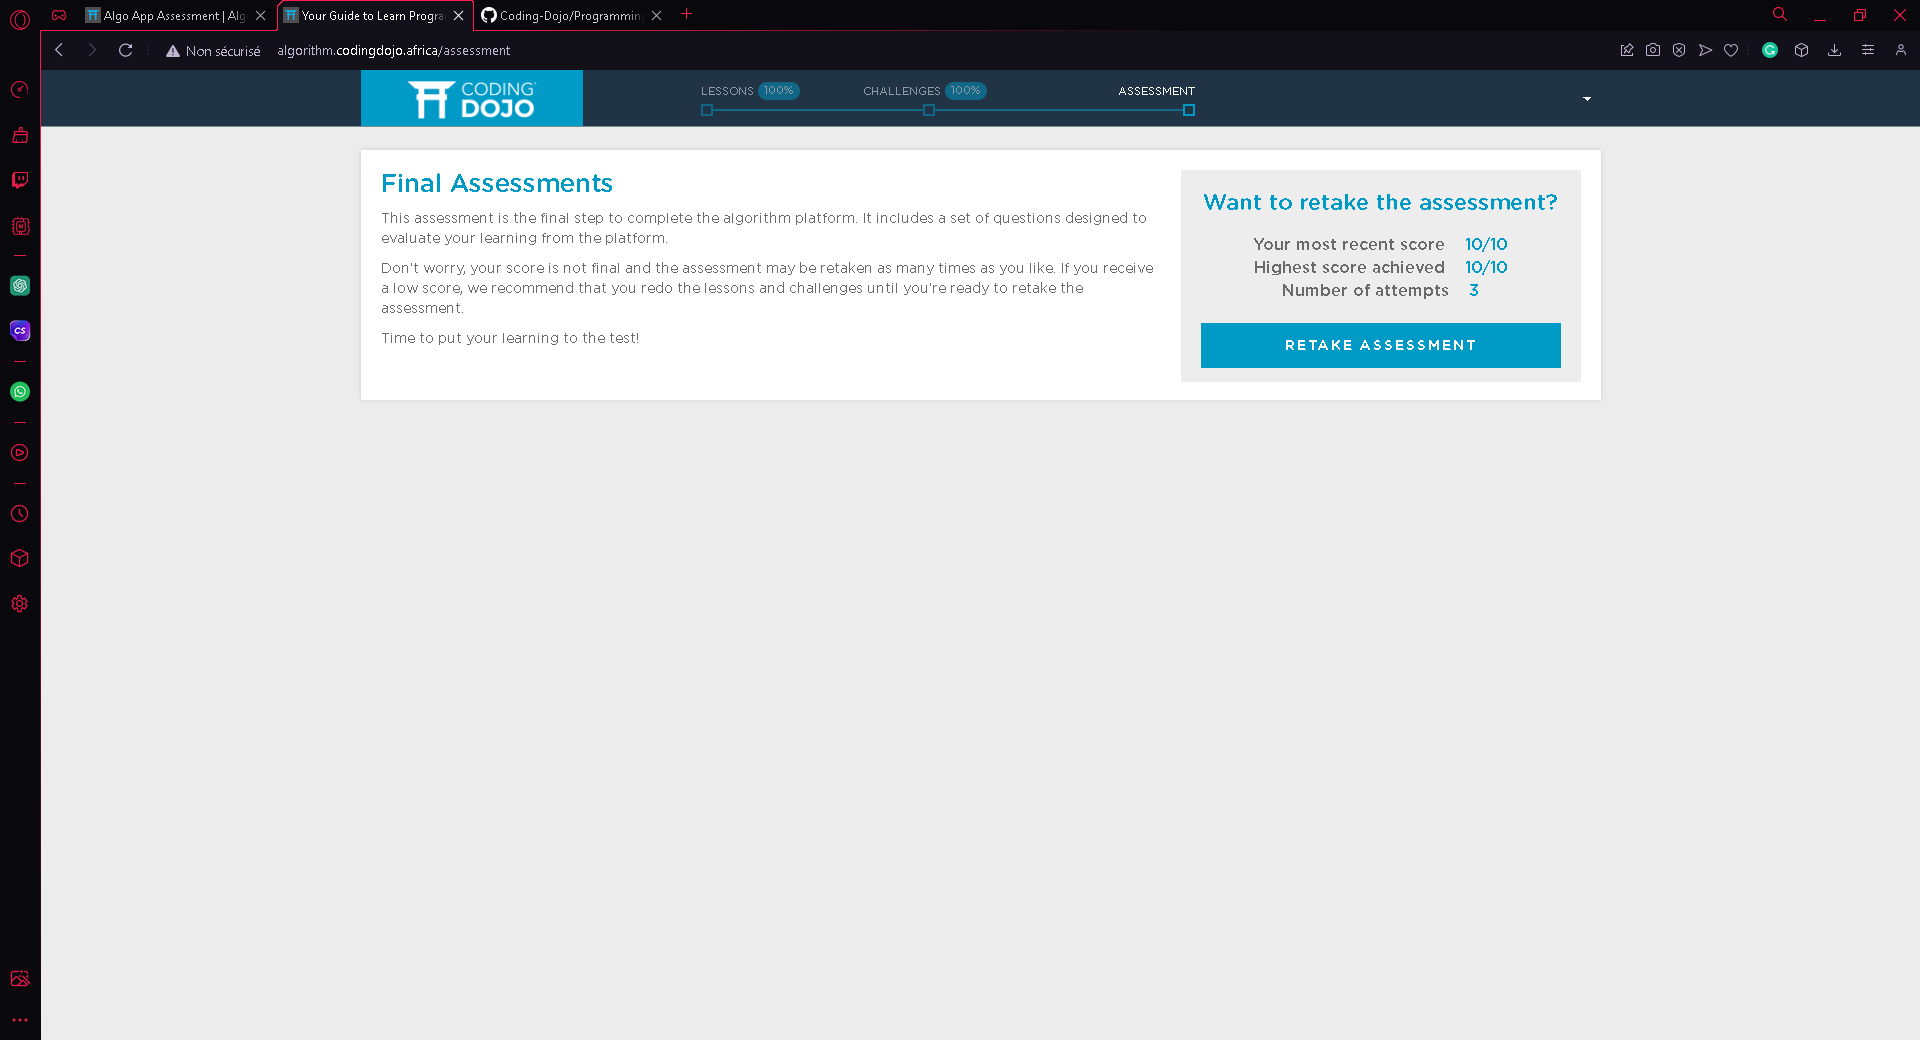 Algo App Assessment | Alg
Your Guide to Learn Progra
Coding-Dojo/Programmin
Non sécurisé
algorithm.codingdojo.africa/assessment
CODING
DOJO
LESSONS 100%
CHALLENGES 100%
ASSESSMENT
Final Assessments
This assessment is the final step to complete the algorithm platform. It includes a set of questions designed to
evaluate your learning from the platform.
Don't worry, your score is not final and the assessment may be retaken as many times as you like. If you receive
a low score, we recommend that you redo the lessons and challenges until you're ready to retake the
assessment.
Time to put your learning to the test!
Want to retake the assessment?
Your most recent score 10/10
Highest score achieved 10/10
Number of attempts 3
RETAKE ASSESSMENT
CS